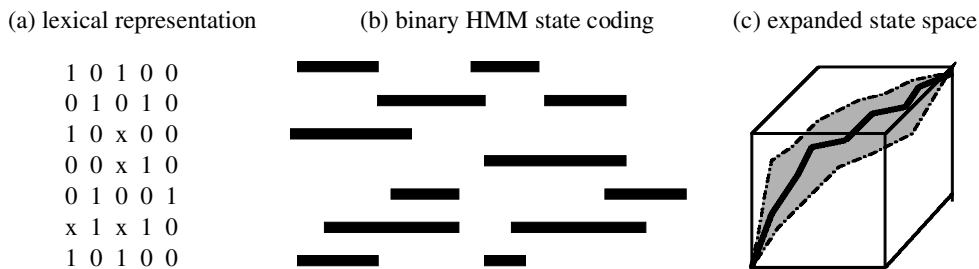 (a) lexical representation (b) binary HMM state coding (c) expanded state space
1 0 1 0 0
0 1 0 1 0
1 0 x 0 0
0 0 x 1 0
0 1 0 0 1
x 1 x 1 0
1 0 1 0 0